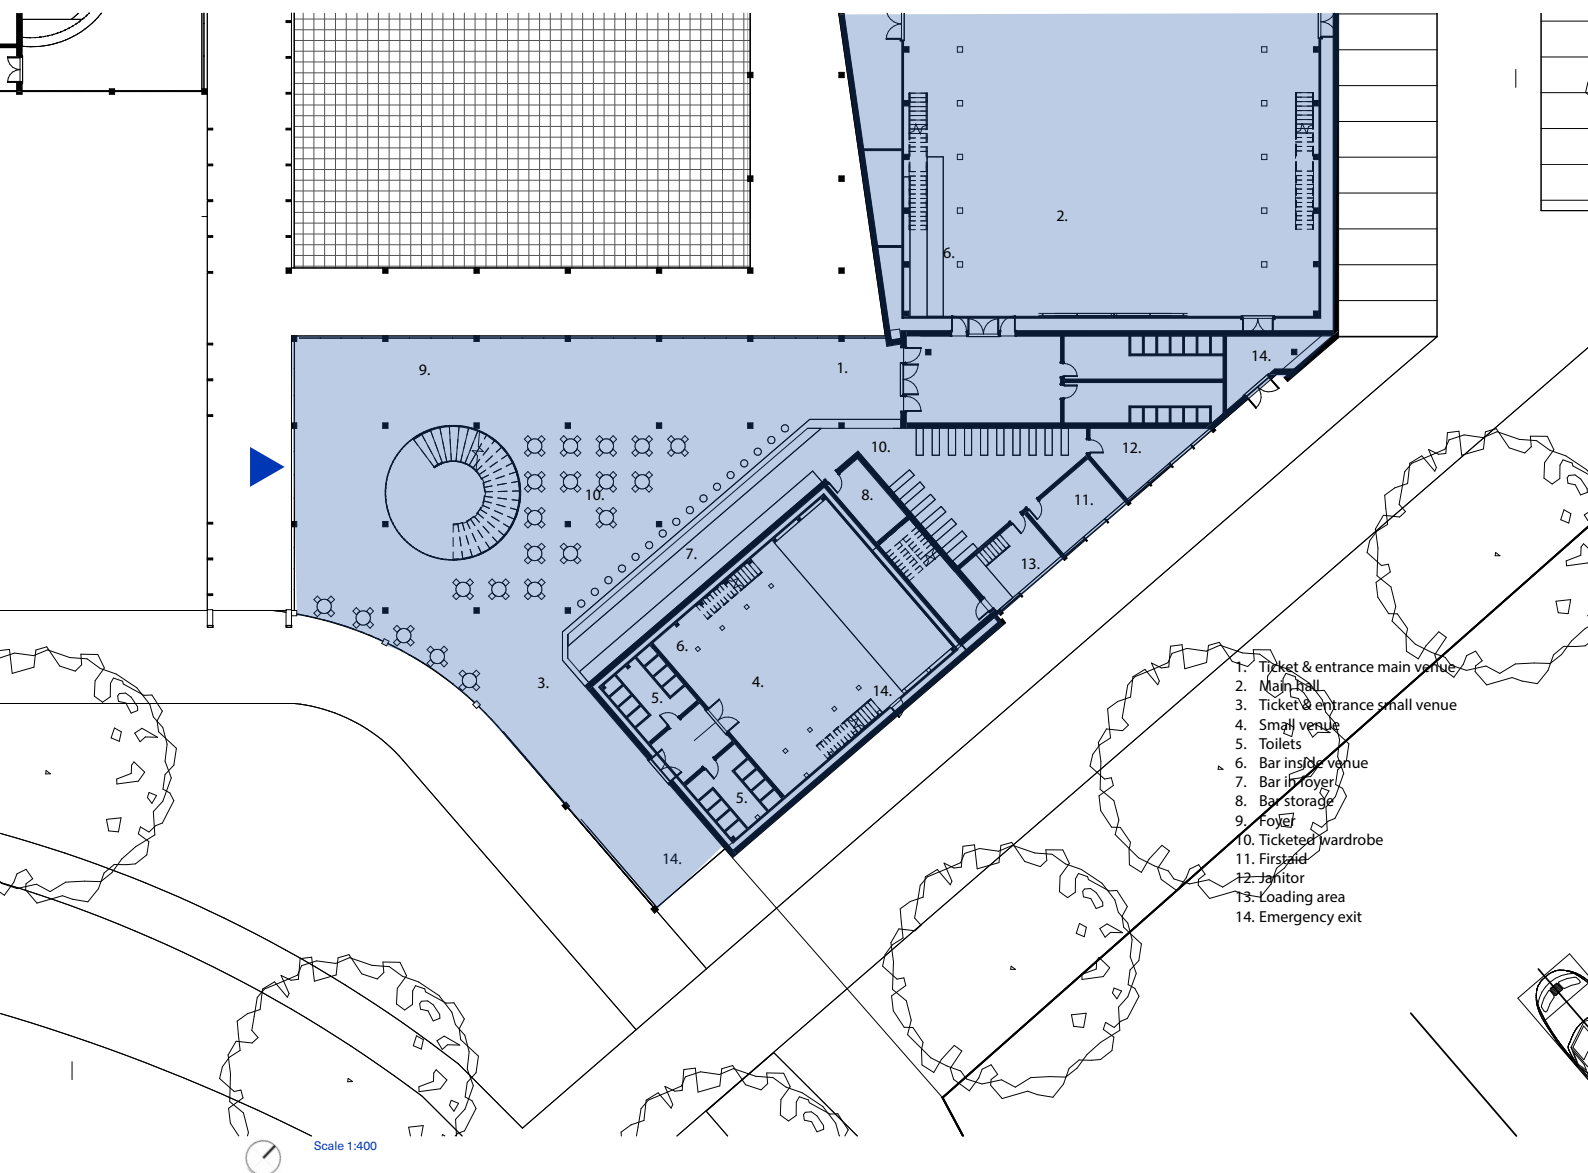 2.
6.
1.
14.
9.
10.
12.
8.
10.
11.
7.
13.
6.
3.
4.
5.
14.
5.
14.
1. Ticket & entrance main venue
2. Main hall
3. Ticket & entrance small venue
4. Small venue
5. Toilets
6. Bar inside venue
7. Bar in foyer
8. Bar storage
9. Foyer
10. Ticketed wardrobe
11. Firstaid
12. Janitor
13. Loading area
14. Emergency exit
Scale 1:400